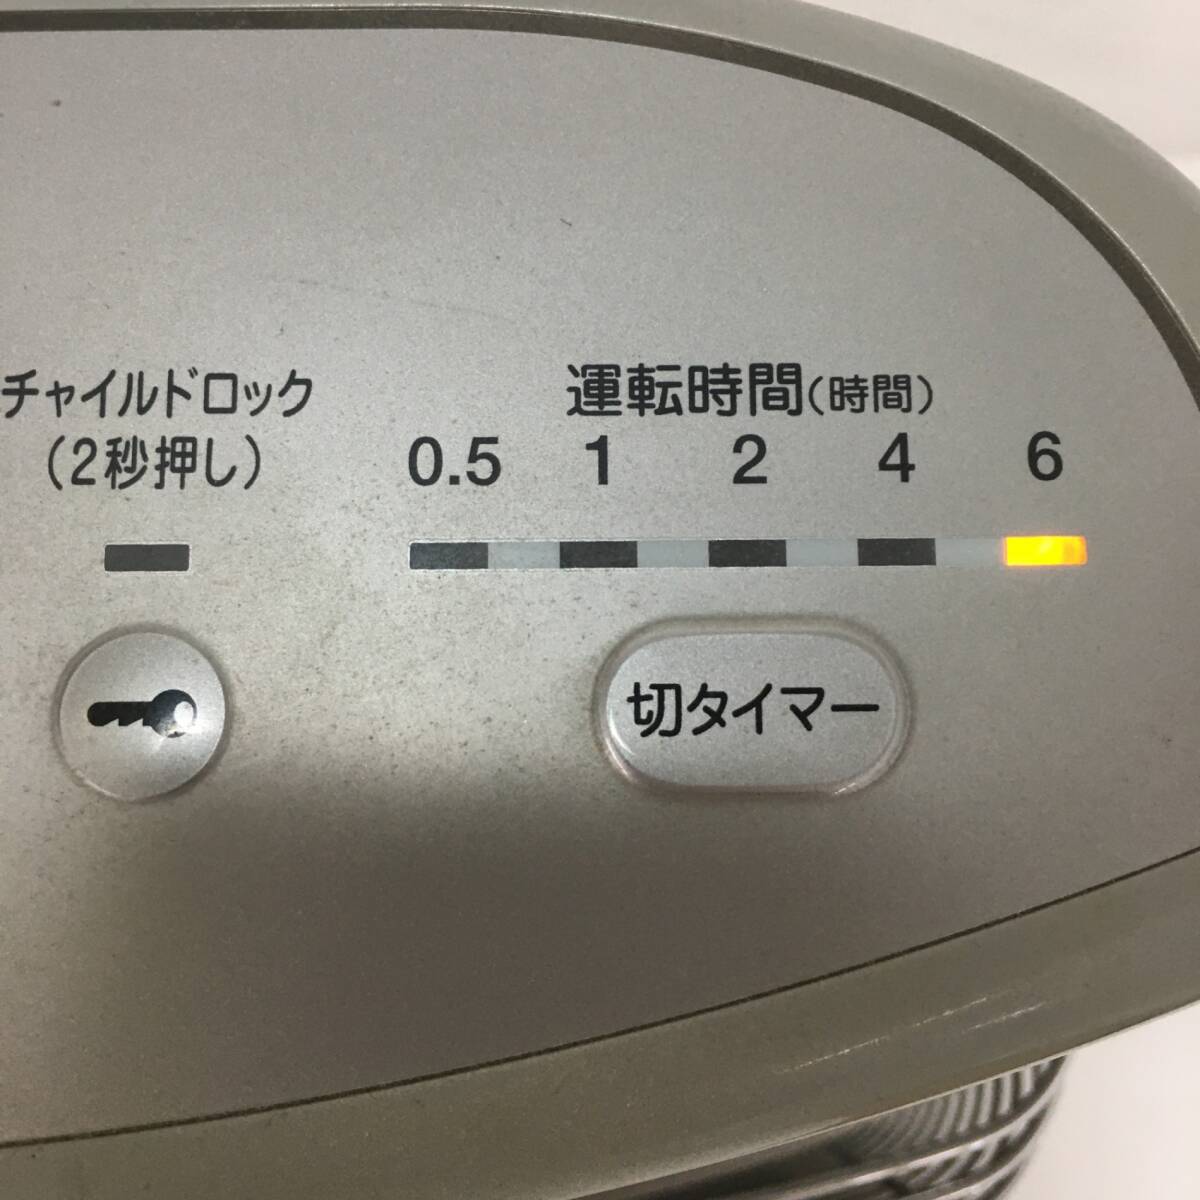 チャイルドロック
(2秒押し)
運転時間(時間)
0.5 1 2 4 6
切タイマー